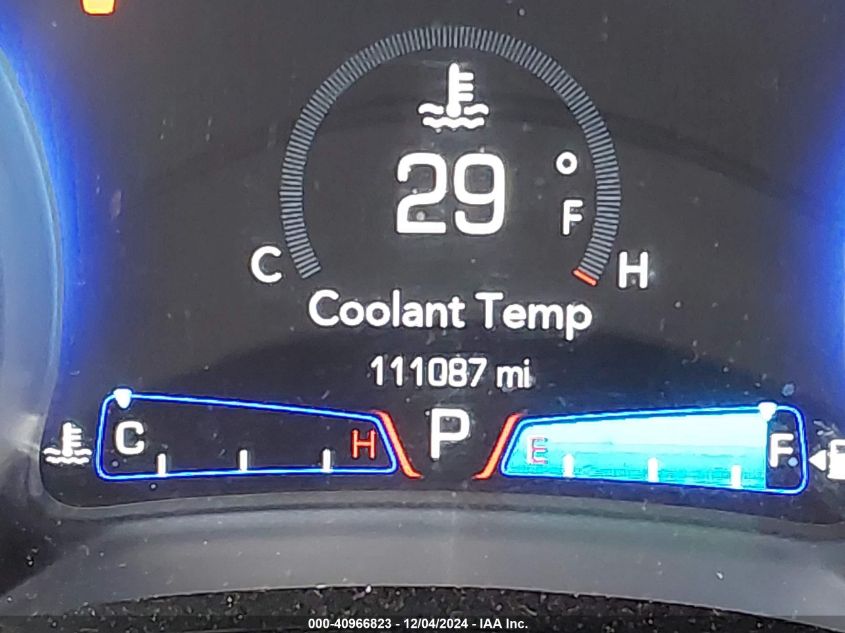 29 °F
C H
Coolant Temp
111087 mi
C H P E F
000-40966823 - 12/04/2024 - IAA Inc.